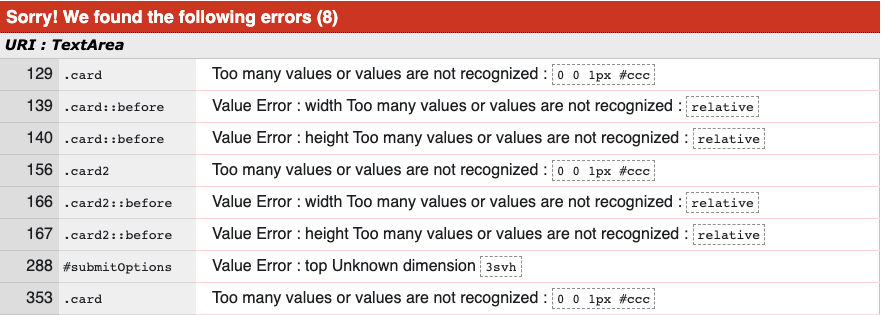 Sorry! We found the following errors (8)
URI : TextArea
129 .card Too many values or values are not recognized : 0 0 1px #ccc
139 .card::before Value Error : width Too many values or values are not recognized : relative
140 .card::before Value Error : height Too many values or values are not recognized : relative
156 .card2 Too many values or values are not recognized : 0 0 1px #ccc
166 .card2::before Value Error : width Too many values or values are not recognized : relative
167 .card2::before Value Error : height Too many values or values are not recognized : relative
288 #submitOptions Value Error : top Unknown dimension 3svh
353 .card Too many values or values are not recognized : 0 0 1px #ccc